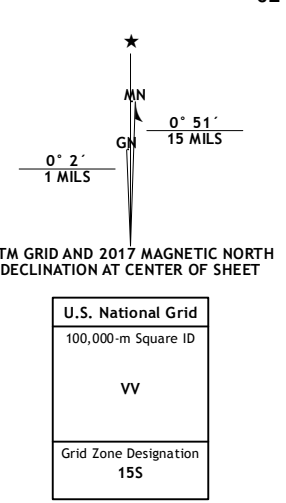 ★
MN
0° 51´
15 MILS
GN
0° 2´
1 MILS
TM GRID AND 2017 MAGNETIC NORTH
DECLINATION AT CENTER OF SHEET
U.S. National Grid
100,000-m Square ID
VV
Grid Zone Designation
15S